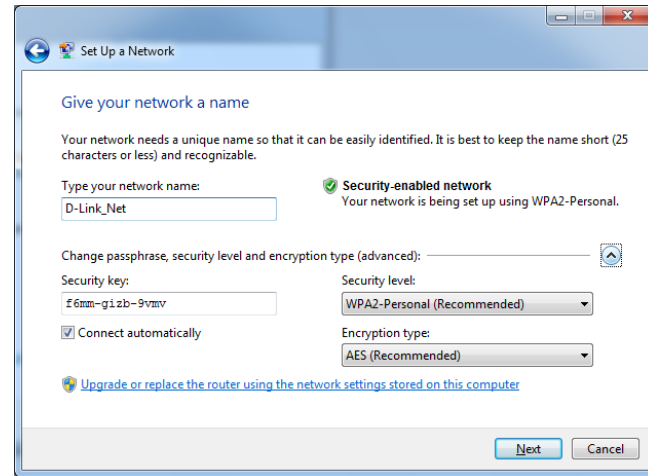 Set Up a Network
Give your network a name
Your network needs a unique name so that it can be easily identified. It is best to keep the name short (25
characters or less) and recognizable.
Type your network name:
D-Link_Net
Security-enabled network
Your network is being set up using WPA2-Personal.
Change passphrase, security level and encryption type (advanced):
Security key:
f6mm-gizb-9vmv
Security level:
WPA2-Personal (Recommended)
Connect automatically
Encryption type:
AES (Recommended)
Upgrade or replace the router using the network settings stored on this computer
Next
Cancel